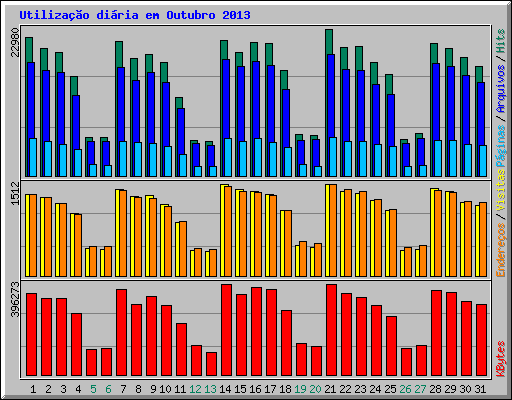 Utilização diária em Outubro 2013
22980
1512
396273
Endereços / Visitas Páginas / Arquivos / Hits
KBytes
1 2 3 4 5 6 7 8 9 10 11 12 13 14 15 16 17 18 19 20 21 22 23 24 25 26 27 28 29 30 31